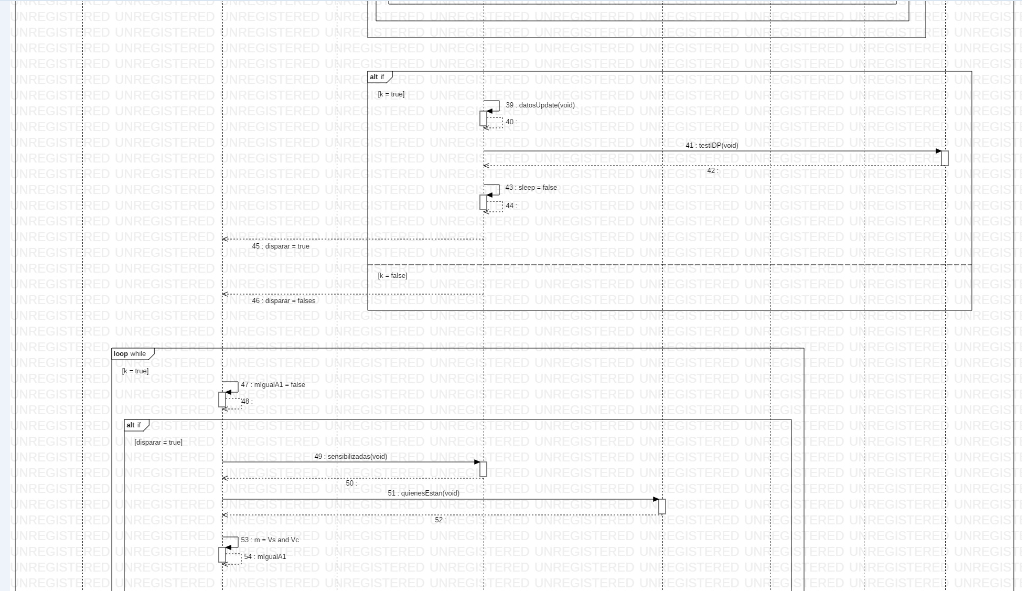 alt if
[k = true]
39 : datosUpdate(void)
40 :
41 : testIDP(void)
42 :
43 : sleep = false
44 :
45 : disparar = true
[k = false]
46 : disparar = falses
loop while
[k = true]
47 : mIgualA1 = false
48 :
alt if
[disparar = true]
49 : sensibilizadas(void)
50 :
51 : quienesEstan(void)
52 :
53 : m = Vs and Vc
54 : mIgualA1
UNREGISTERED